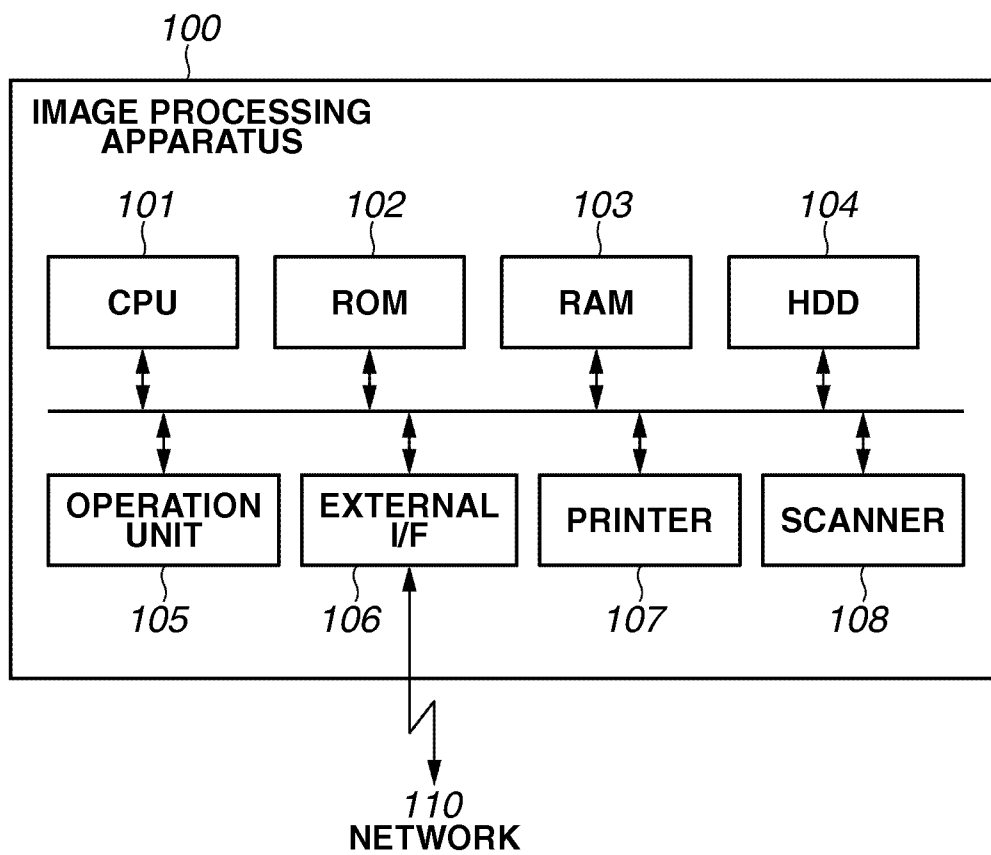 100
IMAGE PROCESSING
APPARATUS
101
102
103
104
CPU
ROM
RAM
HDD
OPERATION
UNIT
EXTERNAL
I/F
PRINTER
SCANNER
105
106
107
108
110
NETWORK